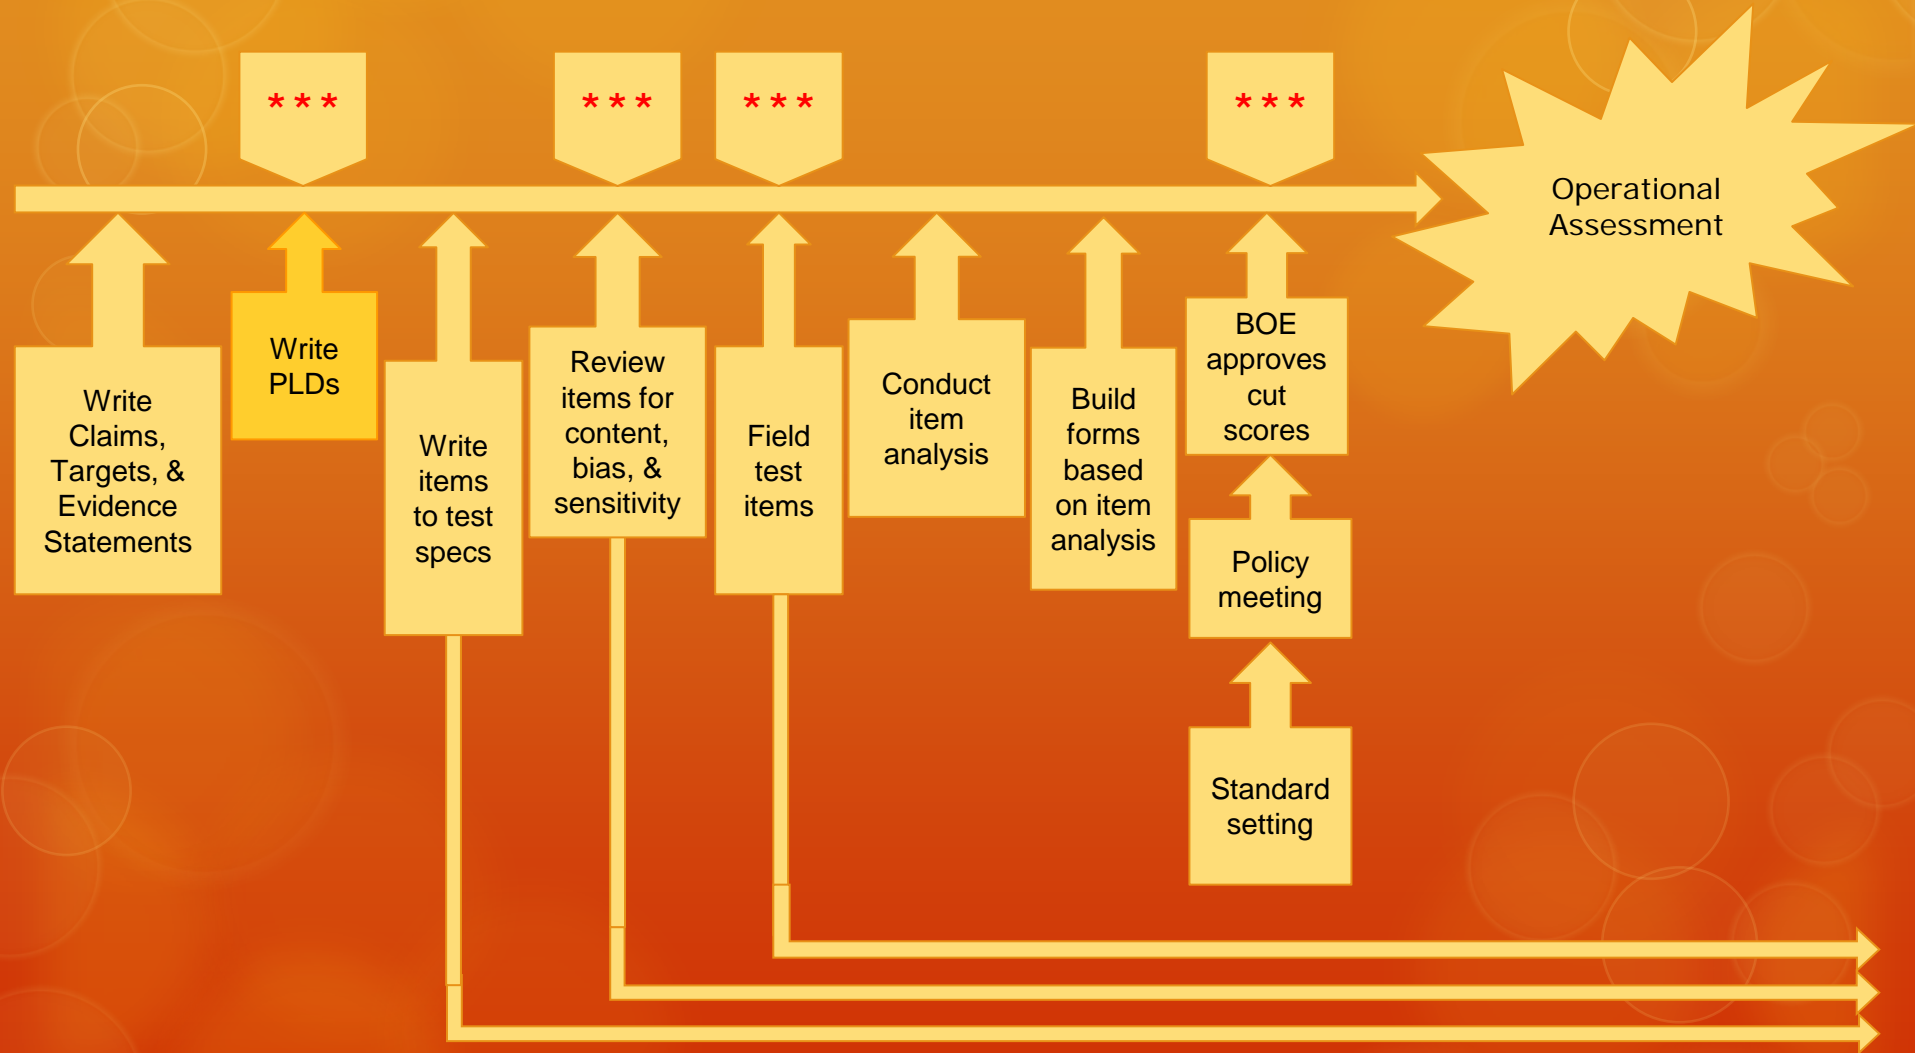 * * *
* * *
* * *
* * *
Operational
Assessment
Write
Claims,
Targets, &
Evidence
Statements
Write
PLDs
Write
items
to test
specs
Review
items for
content,
bias, &
sensitivity
Field
test
items
Conduct
item
analysis
Build
forms
based
on item
analysis
BOE
approves
cut
scores
Policy
meeting
Standard
setting